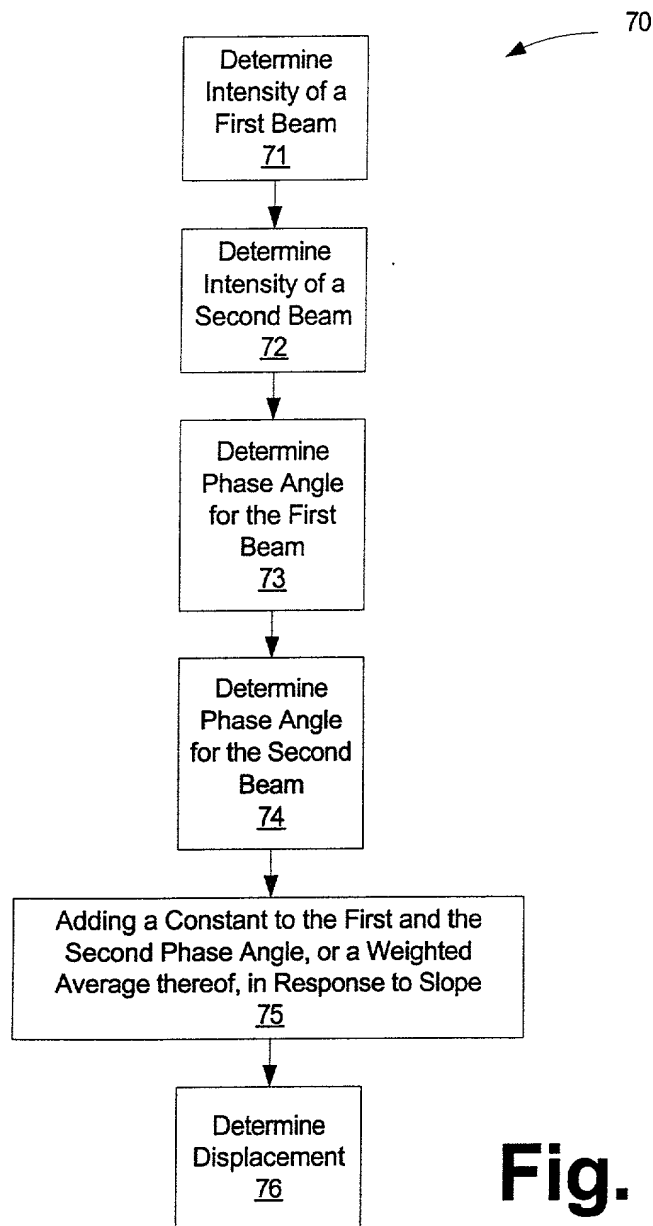 70
Determine
Intensity of a
First Beam
71
Determine
Intensity of a
Second Beam
72
Determine
Phase Angle
for the First
Beam
73
Determine
Phase Angle
for the Second
Beam
74
Adding a Constant to the First and the
Second Phase Angle, or a Weighted
Average thereof, in Response to Slope
75
Determine
Displacement
76
Fig.